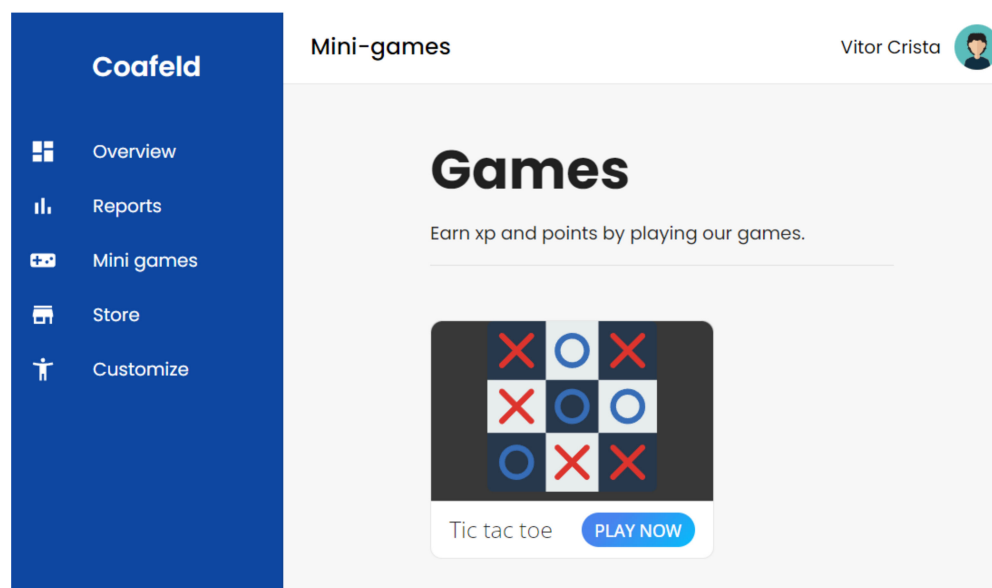 Coafeld
Overview
Reports
Mini games
Store
Customize
Mini-games
Vitor Crista
Games
Earn xp and points by playing our games.
Tic tac toe
PLAY NOW